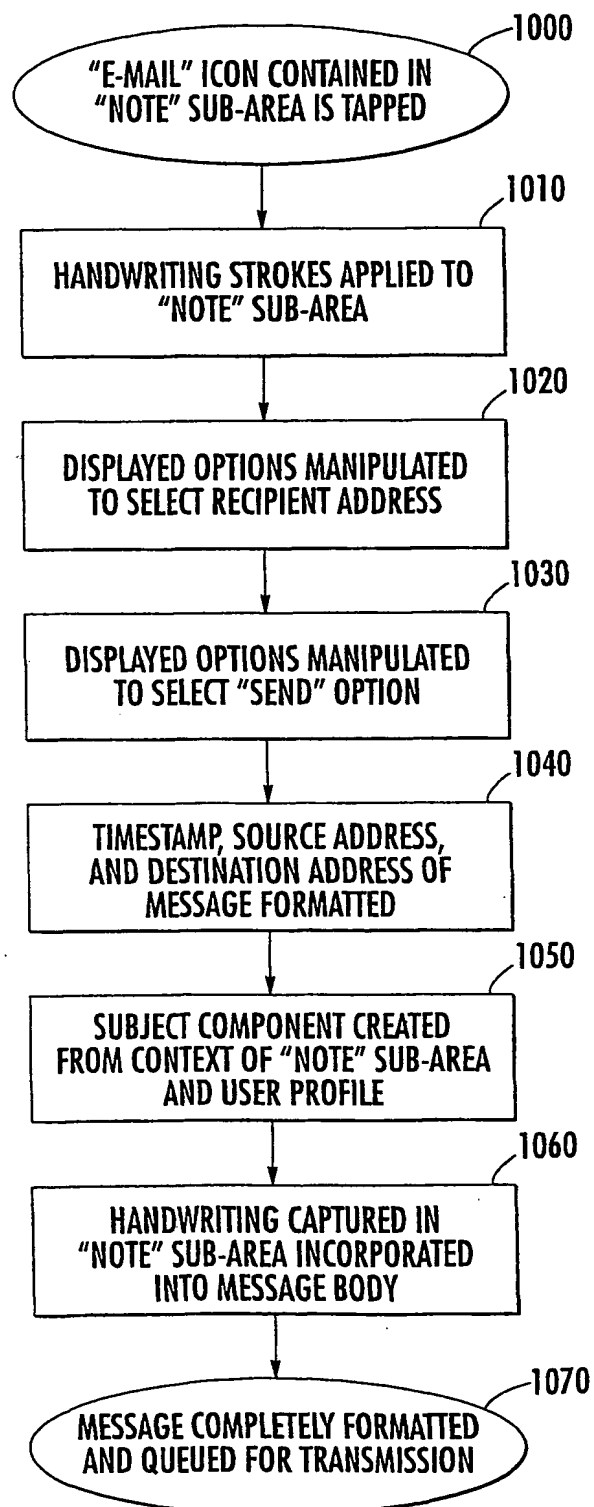 1000
"E-MAIL" ICON CONTAINED IN
"NOTE" SUB-AREA IS TAPPED
1010
HANDWRITING STROKES APPLIED TO
"NOTE" SUB-AREA
1020
DISPLAYED OPTIONS MANIPULATED
TO SELECT RECIPIENT ADDRESS
1030
DISPLAYED OPTIONS MANIPULATED
TO SELECT "SEND" OPTION
1040
TIMESTAMP, SOURCE ADDRESS,
AND DESTINATION ADDRESS OF
MESSAGE FORMATTED
1050
SUBJECT COMPONENT CREATED
FROM CONTEXT OF "NOTE" SUB-AREA
AND USER PROFILE
1060
HANDWRITING CAPTURED IN
"NOTE" SUB-AREA INCORPORATED
INTO MESSAGE BODY
1070
MESSAGE COMPLETELY FORMATTED
AND QUEUED FOR TRANSMISSION